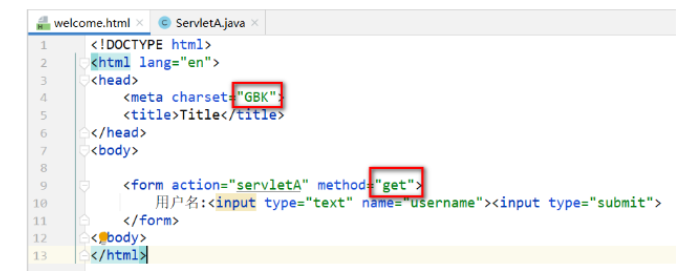 welcome.html × ServletA.java ×
1 <!DOCTYPE html>
2 <html lang="en">
3 <head>
4 <meta charset="GBK">
5 <title>Title</title>
6 </head>
7 <body>
8
9 <form action="servletA" method="get">
10 用户名:<input type="text" name="username"><input type="submit">
11 </form>
12 <body>
13 </html>